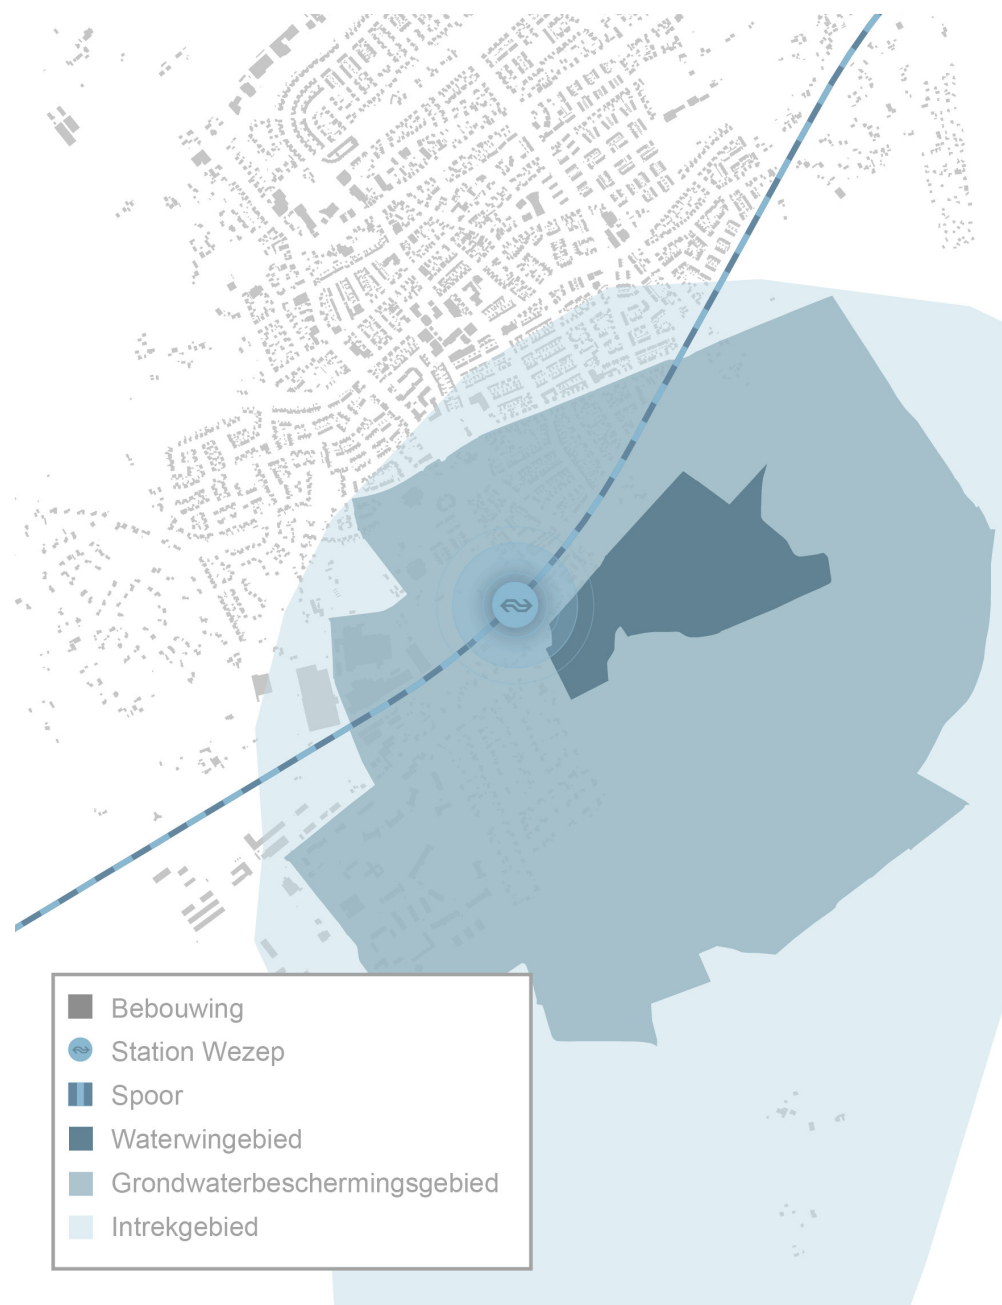 Bebouwing
Station Wezep
Spoor
Waterwingebied
Grondwaterbeschermingsgebied
Intrekgebied